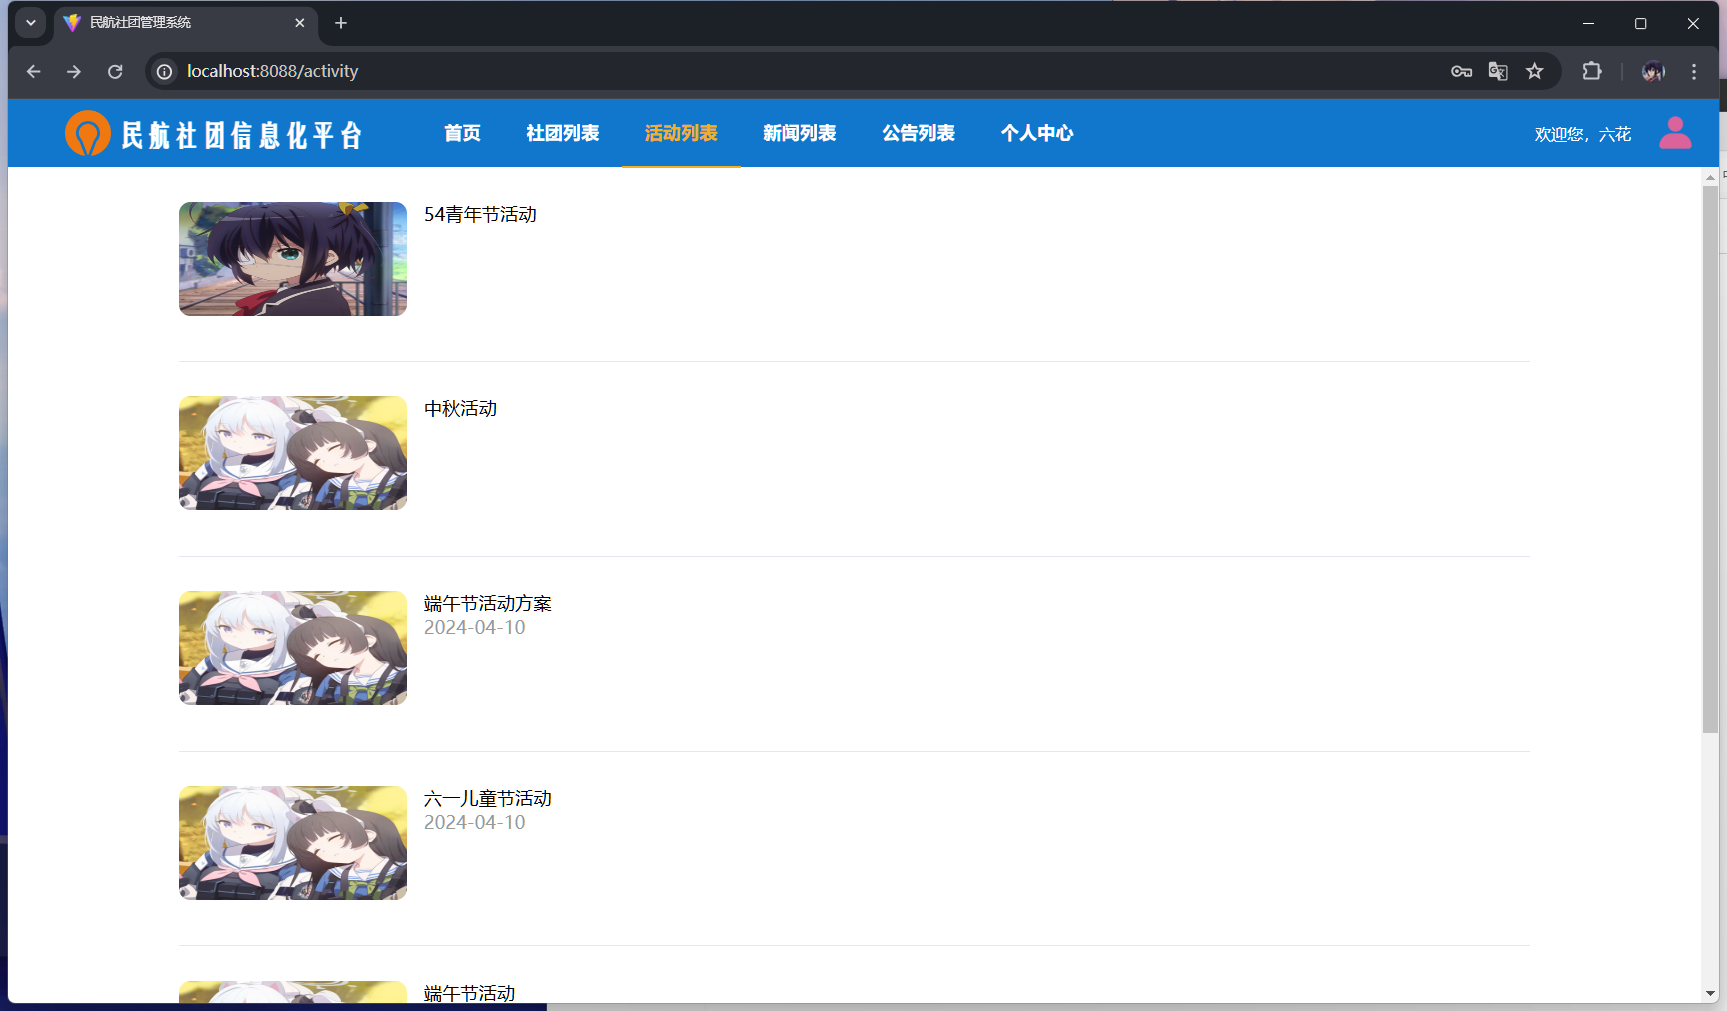 民航社团管理系统
localhost:8088/activity
民航社团信息化平台
首页 社团列表 活动列表 新闻列表 公告列表 个人中心
欢迎您，六花
54青年节活动
中秋活动
端午节活动方案
2024-04-10
六一儿童节活动
2024-04-10
端午节活动